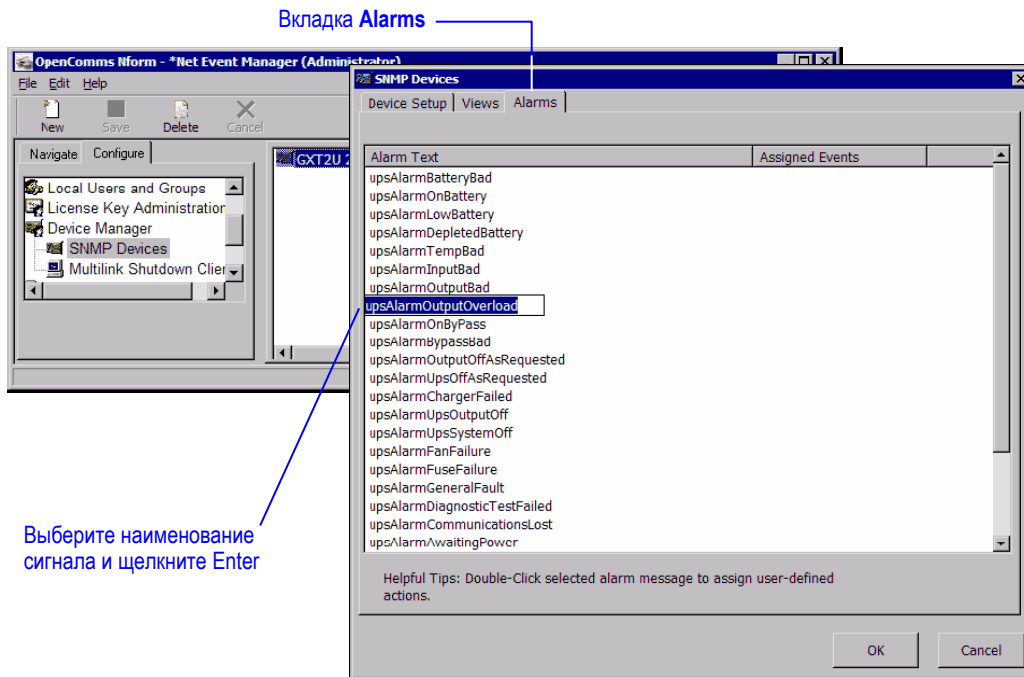 Вкладка Alarms
OpenComms Nform - *Net Event Manager (Administrator)
File Edit Help
New Save Delete Cancel
Navigate Configure
Local Users and Groups
License Key Administration
Device Manager
SNMP Devices
Multilink Shutdown Clier
GXT2U 2
SNMP Devices
Device Setup Views Alarms
Alarm Text Assigned Events
upsAlarmBatteryBad
upsAlarmOnBattery
upsAlarmLowBattery
upsAlarmDepletedBattery
upsAlarmTempBad
upsAlarmInputBad
upsAlarmOutputBad
upsAlarmOutputOverload
upsAlarmOnByPass
upsAlarmBypassBad
upsAlarmOutputOffAsRequested
upsAlarmUpsOffAsRequested
upsAlarmChargerFailed
upsAlarmUpsOutputOff
upsAlarmUpsSystemOff
upsAlarmFanFailure
upsAlarmFuseFailure
upsAlarmGeneralFault
upsAlarmDiagnosticTestFailed
upsAlarmCommunicationsLost
upsAlarmAwaitingPower
Helpful Tips: Double-Click selected alarm message to assign user-defined
actions.
OK Cancel
Выберите наименование
сигнала и щелкните Enter